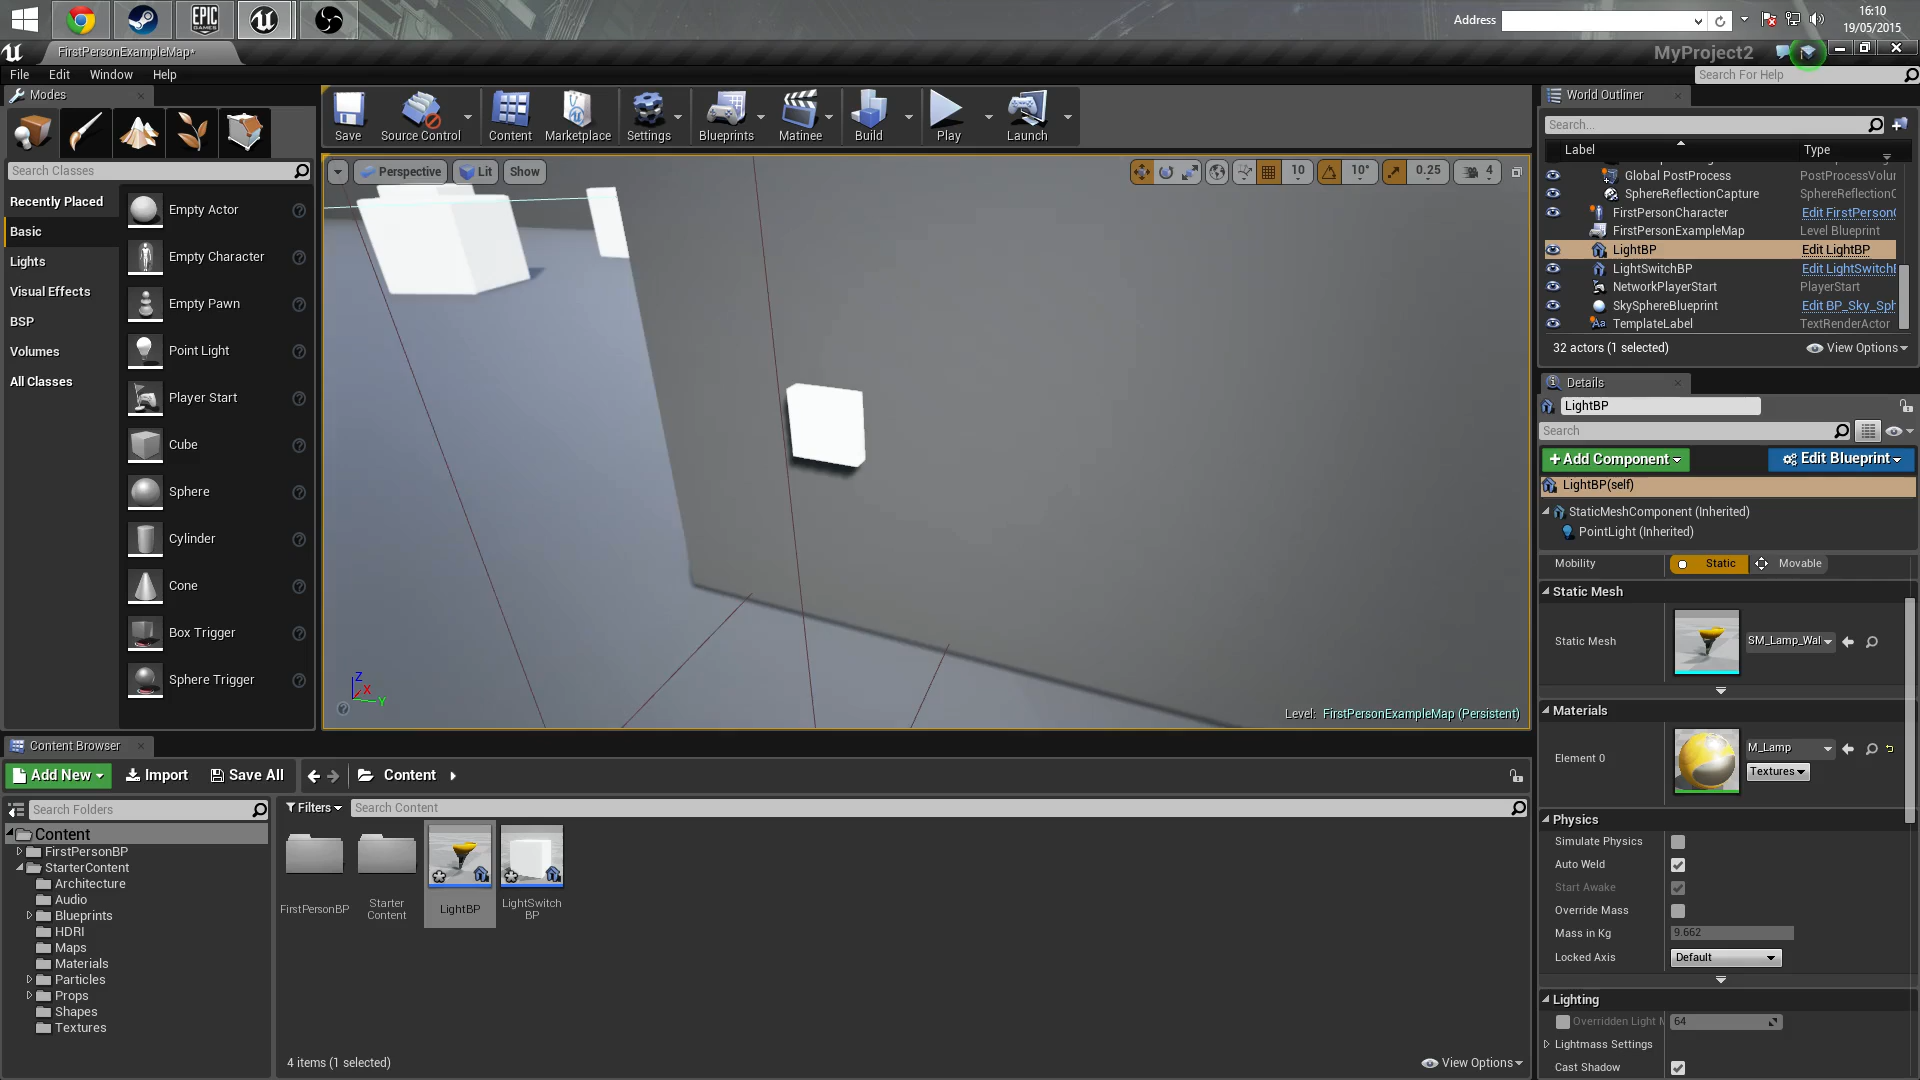 EPIC
GAMES
Address
16:10
19/05/2015
FirstPersonExampleMap*
MyProject2
File Edit Window Help
Search For Help
Modes
Search Classes
Recently Placed
Basic
Lights
Visual Effects
BSP
Volumes
All Classes
Empty Actor
Empty Character
Empty Pawn
Point Light
Player Start
Cube
Sphere
Cylinder
Cone
Box Trigger
Sphere Trigger
Save Source Control Content Marketplace Settings Blueprints Matinee Build Play Launch
Perspective Lit Show 10 10° 0.25 4
Z
X
Y
Level: FirstPersonExampleMap (Persistent)
World Outliner
Search...
Label Type
Global PostProcess PostProcessVolur
SphereReflectionCapture SphereReflectionC
FirstPersonCharacter Edit FirstPersonC
FirstPersonExampleMap Level Blueprint
LightBP Edit LightBP
LightSwitchBP Edit LightSwitchE
NetworkPlayerStart PlayerStart
SkySphereBlueprint Edit BP_Sky_Sph
TemplateLabel TextRenderActor
32 actors (1 selected) View Options
Details
LightBP
Search
+ Add Component Edit Blueprint
LightBP(self)
StaticMeshComponent (Inherited)
PointLight (Inherited)
Mobility Static Movable
Static Mesh
Static Mesh SM_Lamp_Wal
Materials
Element 0 M_Lamp
Textures
Physics
Simulate Physics
Auto Weld
Start Awake
Override Mass
Mass in Kg 9.662
Locked Axis Default
Lighting
Overridden Light M 64
Lightmass Settings
Cast Shadow
Content Browser
Add New Import Save All Content
Search Folders
Filters Search Content
Content
FirstPersonBP
StarterContent
Architecture
Audio
Blueprints
HDRI
Maps
Materials
Particles
Props
Shapes
Textures
FirstPersonBP
Starter
Content
LightBP
LightSwitch
BP
4 items (1 selected) View Options